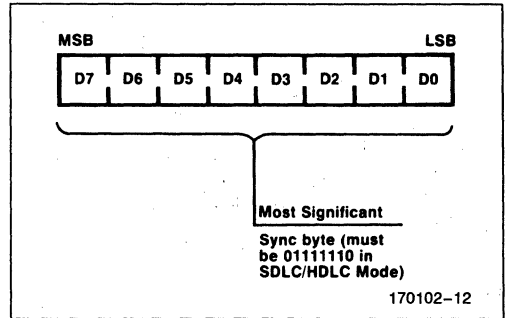 MSB LSB
D7 D6 D5 D4 D3 D2 D1 D0
Most Significant
Sync byte (must
be 01111110 in
SDLC/HDLC Mode)
170102-12